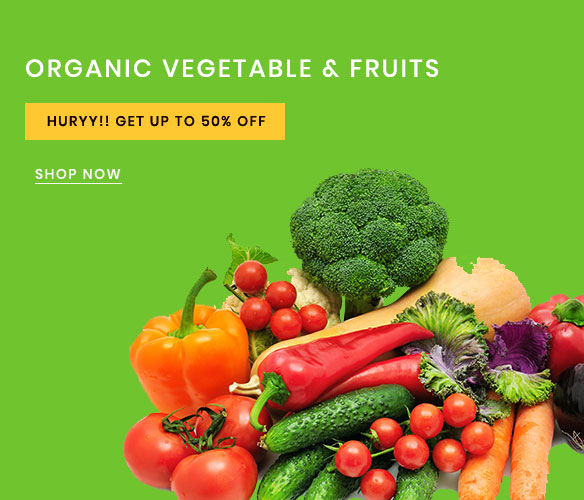 ORGANIC VEGETABLE & FRUITS
HURYY!! GET UP TO 50% OFF
SHOP NOW